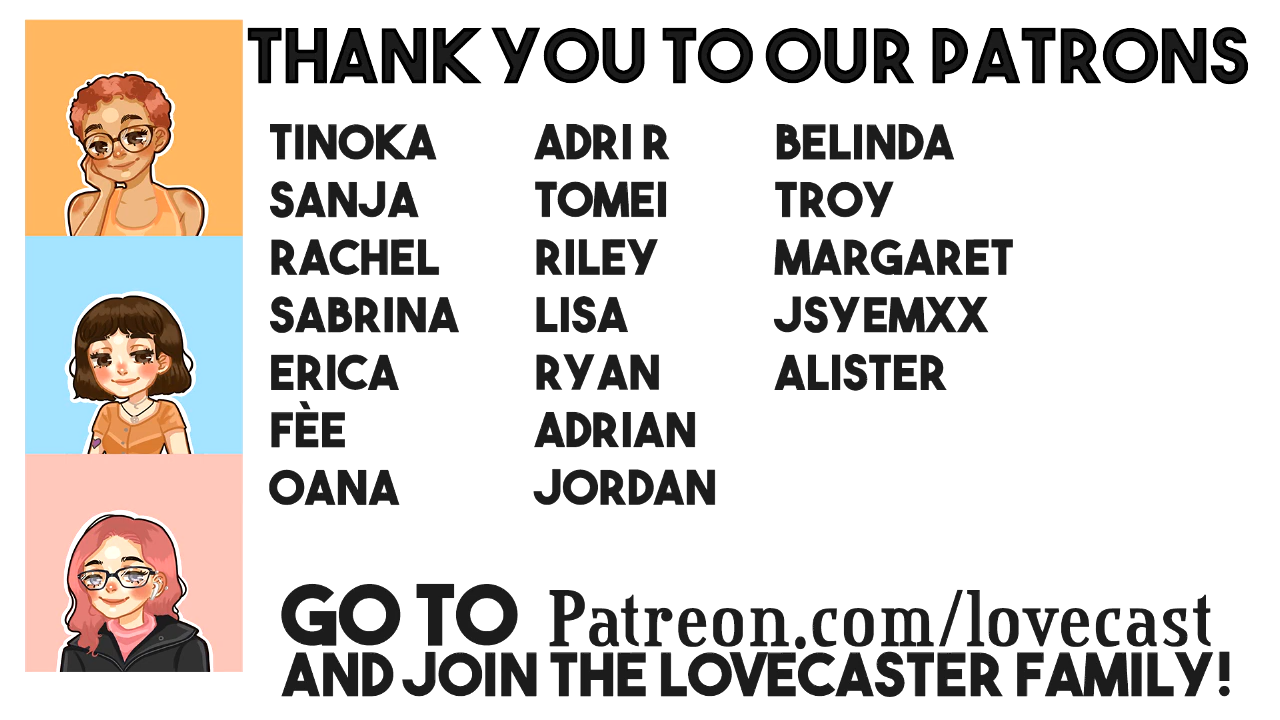 THANK YOU TO OUR PATRONS
TINOKA
SANJA
RACHEL
SABRINA
ERICA
FÈE
OANA
ADRI R
TOMEI
RILEY
LISA
RYAN
ADRIAN
JORDAN
BELINDA
TROY
MARGARET
JSYEMXX
ALISTER
GO TO Patreon.com/lovecast
AND JOIN THE LOVECASTER FAMILY!